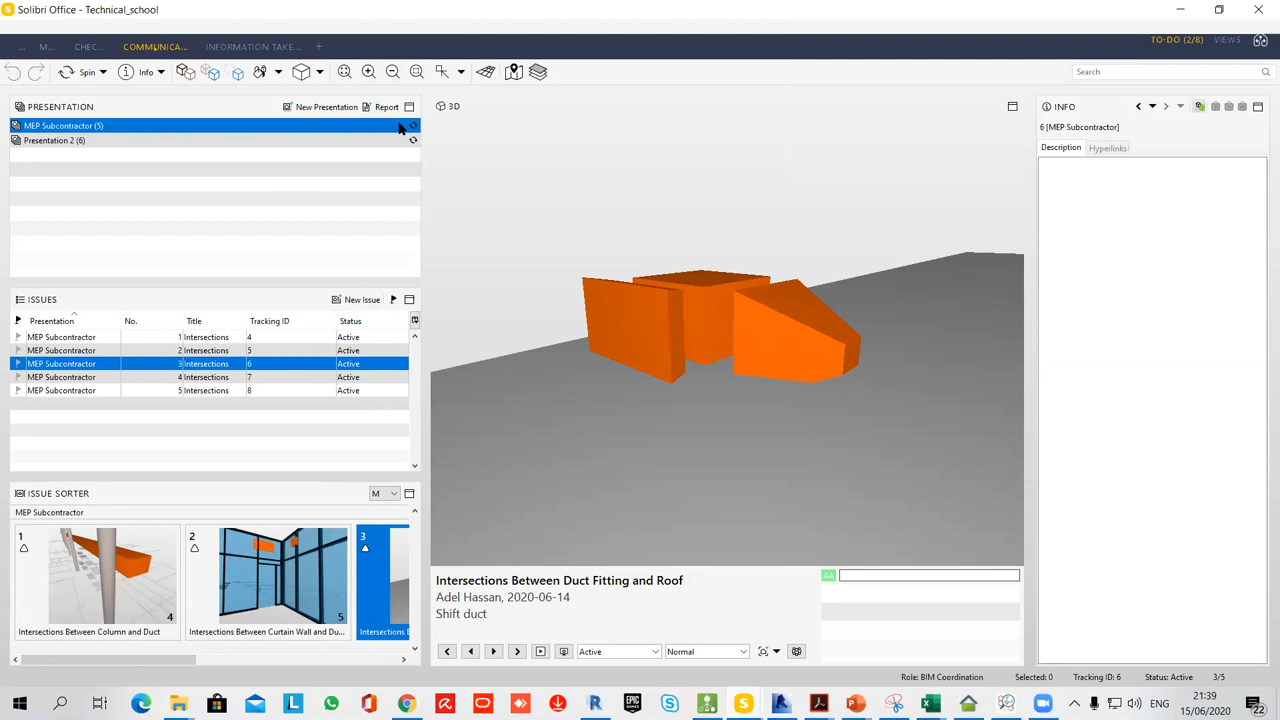 Solibri Office - Technical_school
... M... CHEC... COMMUNICA... INFORMATION TAKE... +
TO-DO (2/8) VIEWS
Spin Info Search
PRESENTATION New Presentation Report
MEP Subcontractor (5)
Presentation 2 (6)
ISSUES New Issue
Presentation No. Title Tracking ID Status
MEP Subcontractor 1 Intersections 4 Active
MEP Subcontractor 2 Intersections 5 Active
MEP Subcontractor 3 Intersections 6 Active
MEP Subcontractor 4 Intersections 7 Active
MEP Subcontractor 5 Intersections 8 Active
ISSUE SORTER M
MEP Subcontractor
1 2 3
4 5
Intersections Between Column and Duct Intersections Between Curtain Wall and Du... Intersections B
3D
Intersections Between Duct Fitting and Roof
Adel Hassan, 2020-06-14
Shift duct
AA
Active Normal
INFO
6 [MEP Subcontractor]
Description Hyperlinks
Role: BIM Coordination Selected: 0 Tracking ID: 6 Status: Active 3/5
ENG 21:39
15/06/2020 22